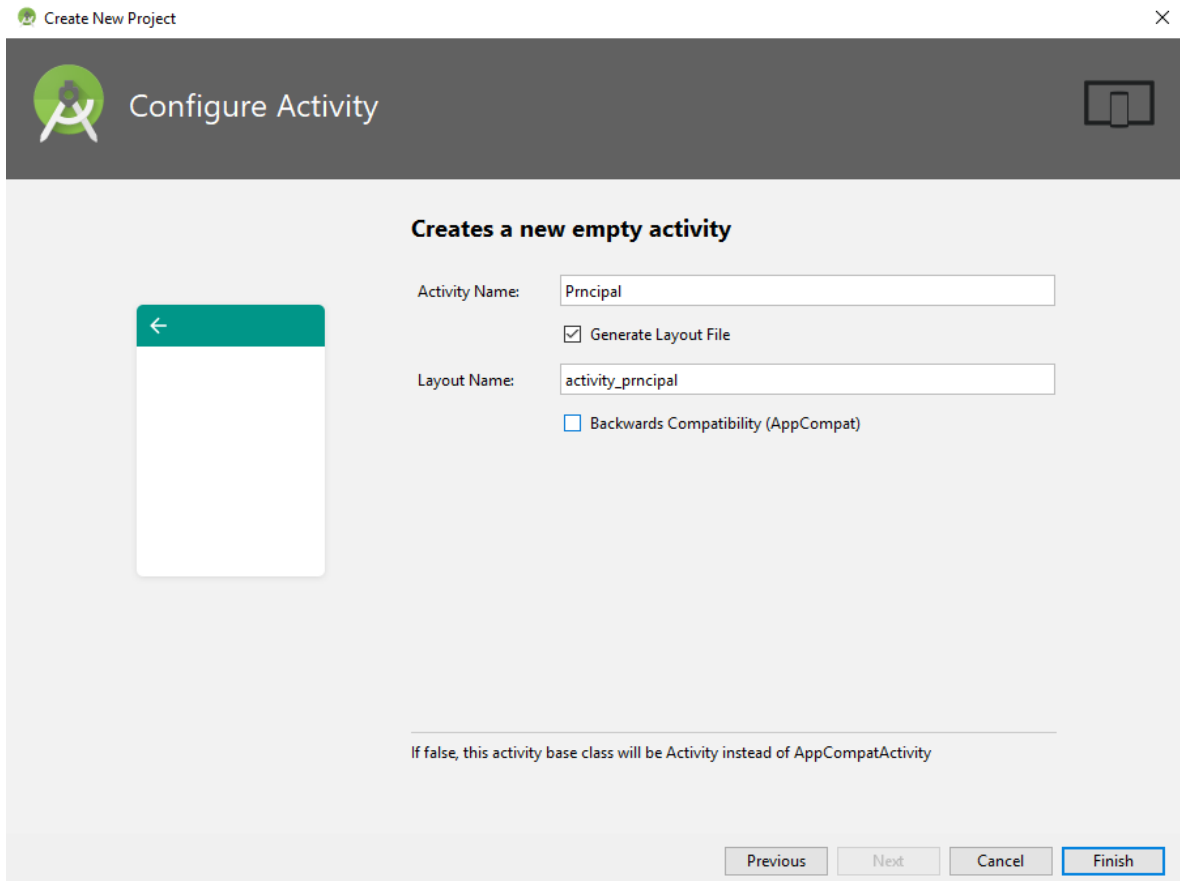 Create New Project
Configure Activity
Creates a new empty activity
Activity Name: Prncipal
Generate Layout File
Layout Name: activity_prncipal
Backwards Compatibility (AppCompat)
If false, this activity base class will be Activity instead of AppCompatActivity
Previous Next Cancel Finish